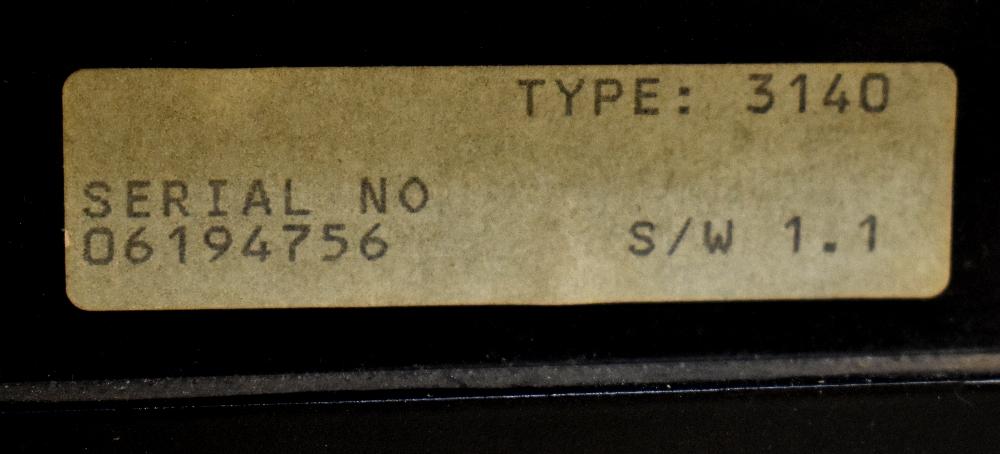 TYPE: 3140
SERIAL NO
06194756 S/W 1.1